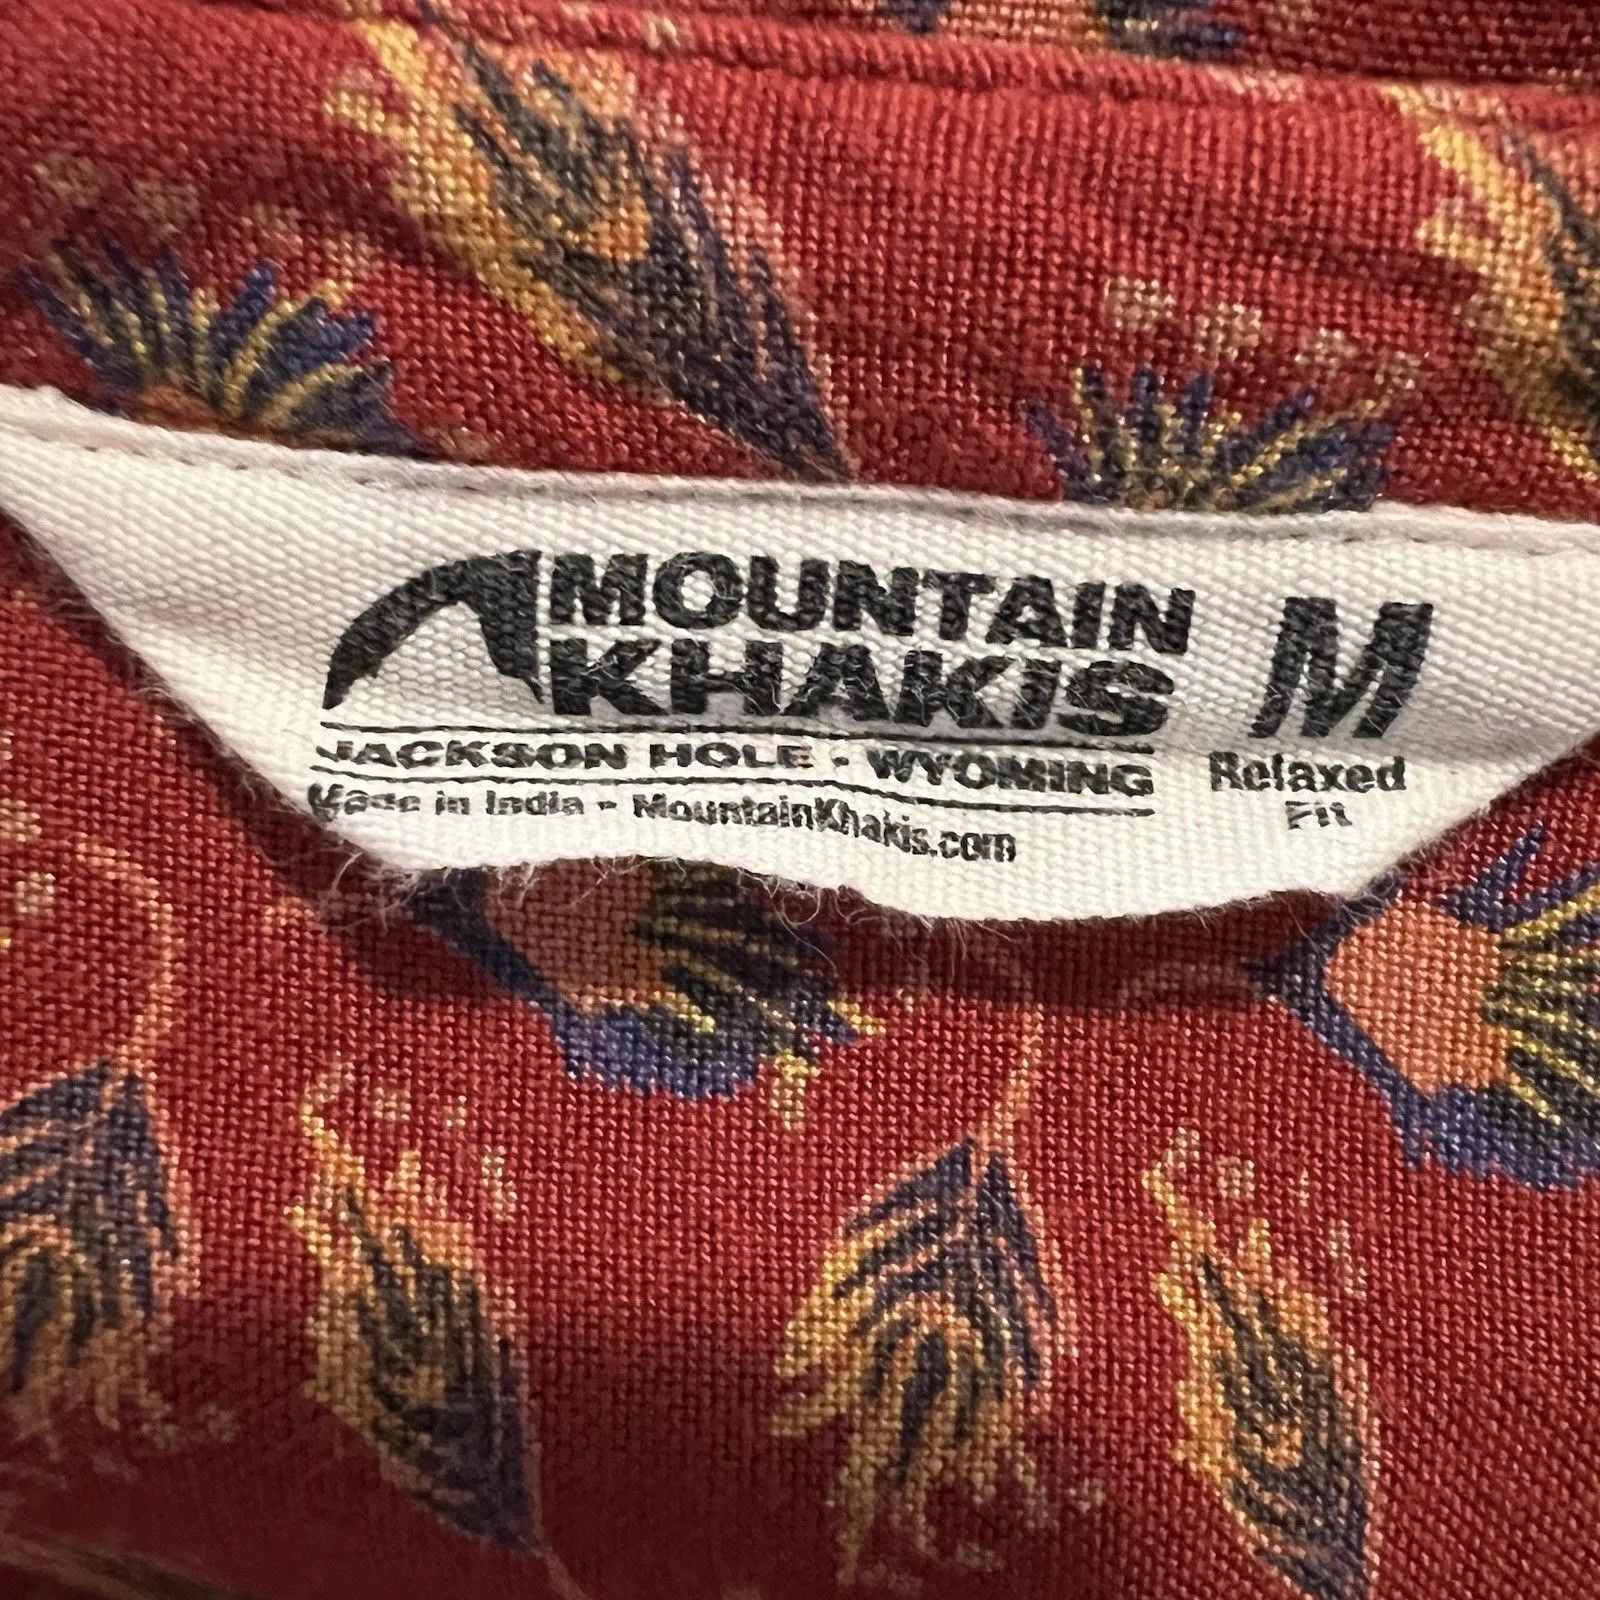 MOUNTAIN
KHAKIS
JACKSON HOLE - WYOMING
Made in India - MountainKhakis.com
M
Relaxed
Fit